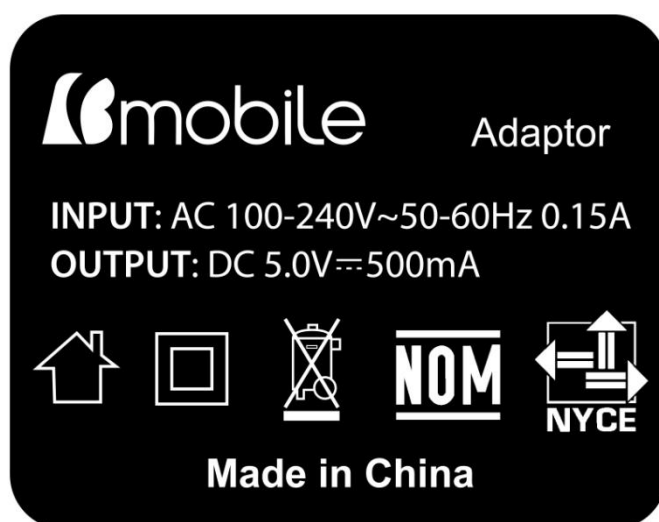 Bmobile
Adaptor
INPUT: AC 100-240V~50-60Hz 0.15A
OUTPUT: DC 5.0V⎓500mA
NOM
NYCE
Made in China